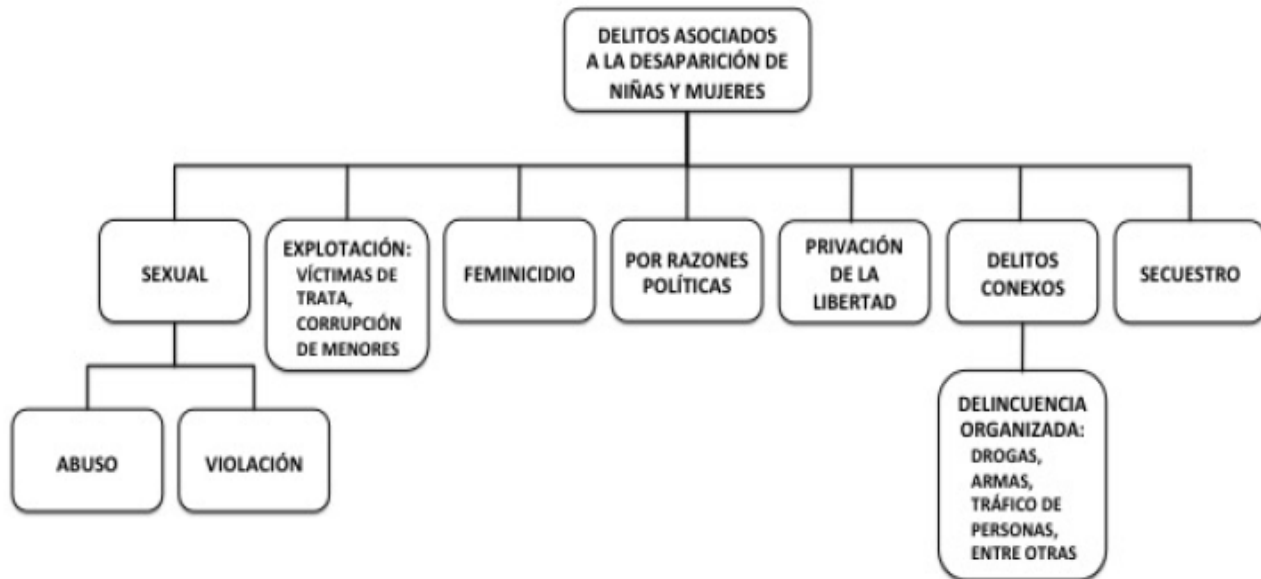 DELITOS ASOCIADOS
A LA DESAPARICIÓN DE
NIÑAS Y MUJERES
SEXUAL
EXPLOTACIÓN:
VÍCTIMAS DE
TRATA,
CORRUPCIÓN
DE MENORES
FEMINICIDIO
POR RAZONES
POLÍTICAS
PRIVACIÓN
DE LA
LIBERTAD
DELITOS
CONEXOS
SECUESTRO
ABUSO
VIOLACIÓN
DELINCUENCIA
ORGANIZADA:
DROGAS,
ARMAS,
TRÁFICO DE
PERSONAS,
ENTRE OTRAS